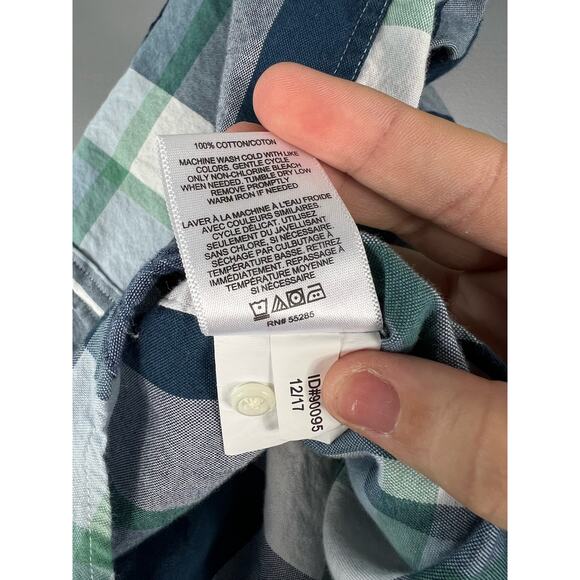 100% COTTON/COTON
MACHINE WASH COLD WITH LIKE
COLORS. GENTLE CYCLE
ONLY NON-CHLORINE BLEACH
WHEN NEEDED. TUMBLE DRY LOW
REMOVE PROMPTLY
WARM IRON IF NEEDED
LAVER À LA MACHINE À L'EAU FROIDE
AVEC COULEURS SIMILAIRES.
CYCLE DÉLICAT. UTILISEZ
SEULEMENT DU JAVELLISANT
SANS CHLORE, SI NÉCESSAIRE.
SÉCHAGE PAR CULBUTAGE À
TEMPÉRATURE BASSE. RETIREZ
IMMÉDIATEMENT. REPASSAGE À
TEMPÉRATURE MOYENNE
SI NÉCESSAIRE
RN# 55285
ID#90095
12/17